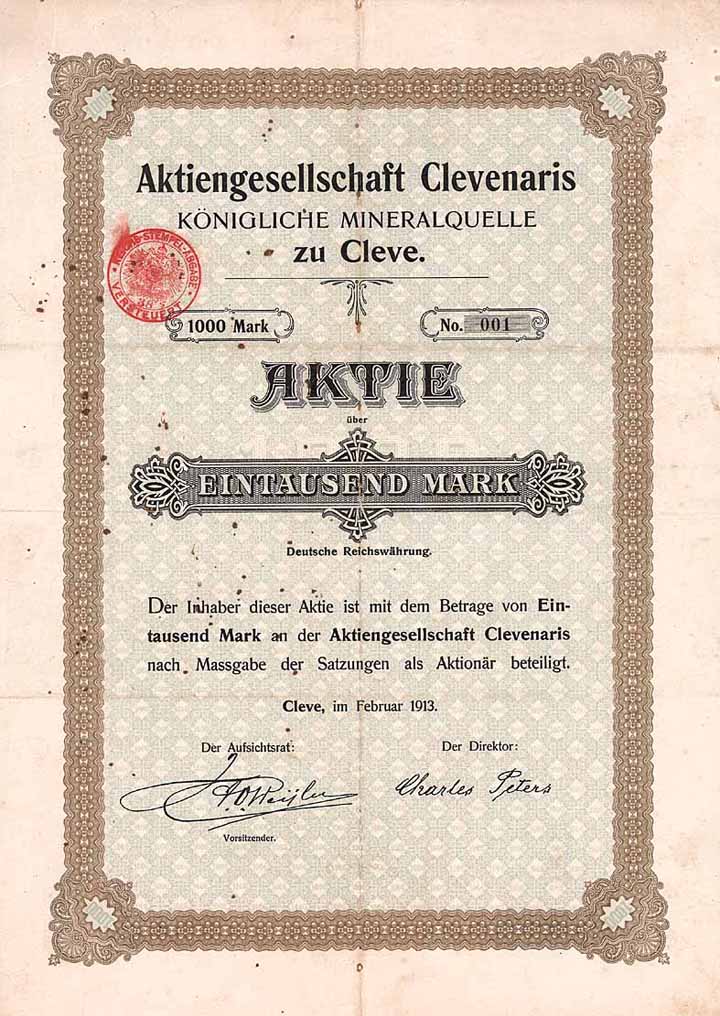 Aktiengesellschaft Clevenaris
KÖNIGLICHE MINERALQUELLE
zu Cleve.
VERSTEUERT
1000 Mark
No. 001
AKTIE
über
EINTAUSEND MARK
Deutsche Reichswährung.
Der Inhaber dieser Aktie ist mit dem Betrage von Ein-
tausend Mark an der Aktiengesellschaft Clevenaris
nach Massgabe der Satzungen als Aktionär beteiligt.
Cleve, im Februar 1913.
Der Aufsichtsrat:
Der Direktor:
Charles Peters
Vorsitzender.